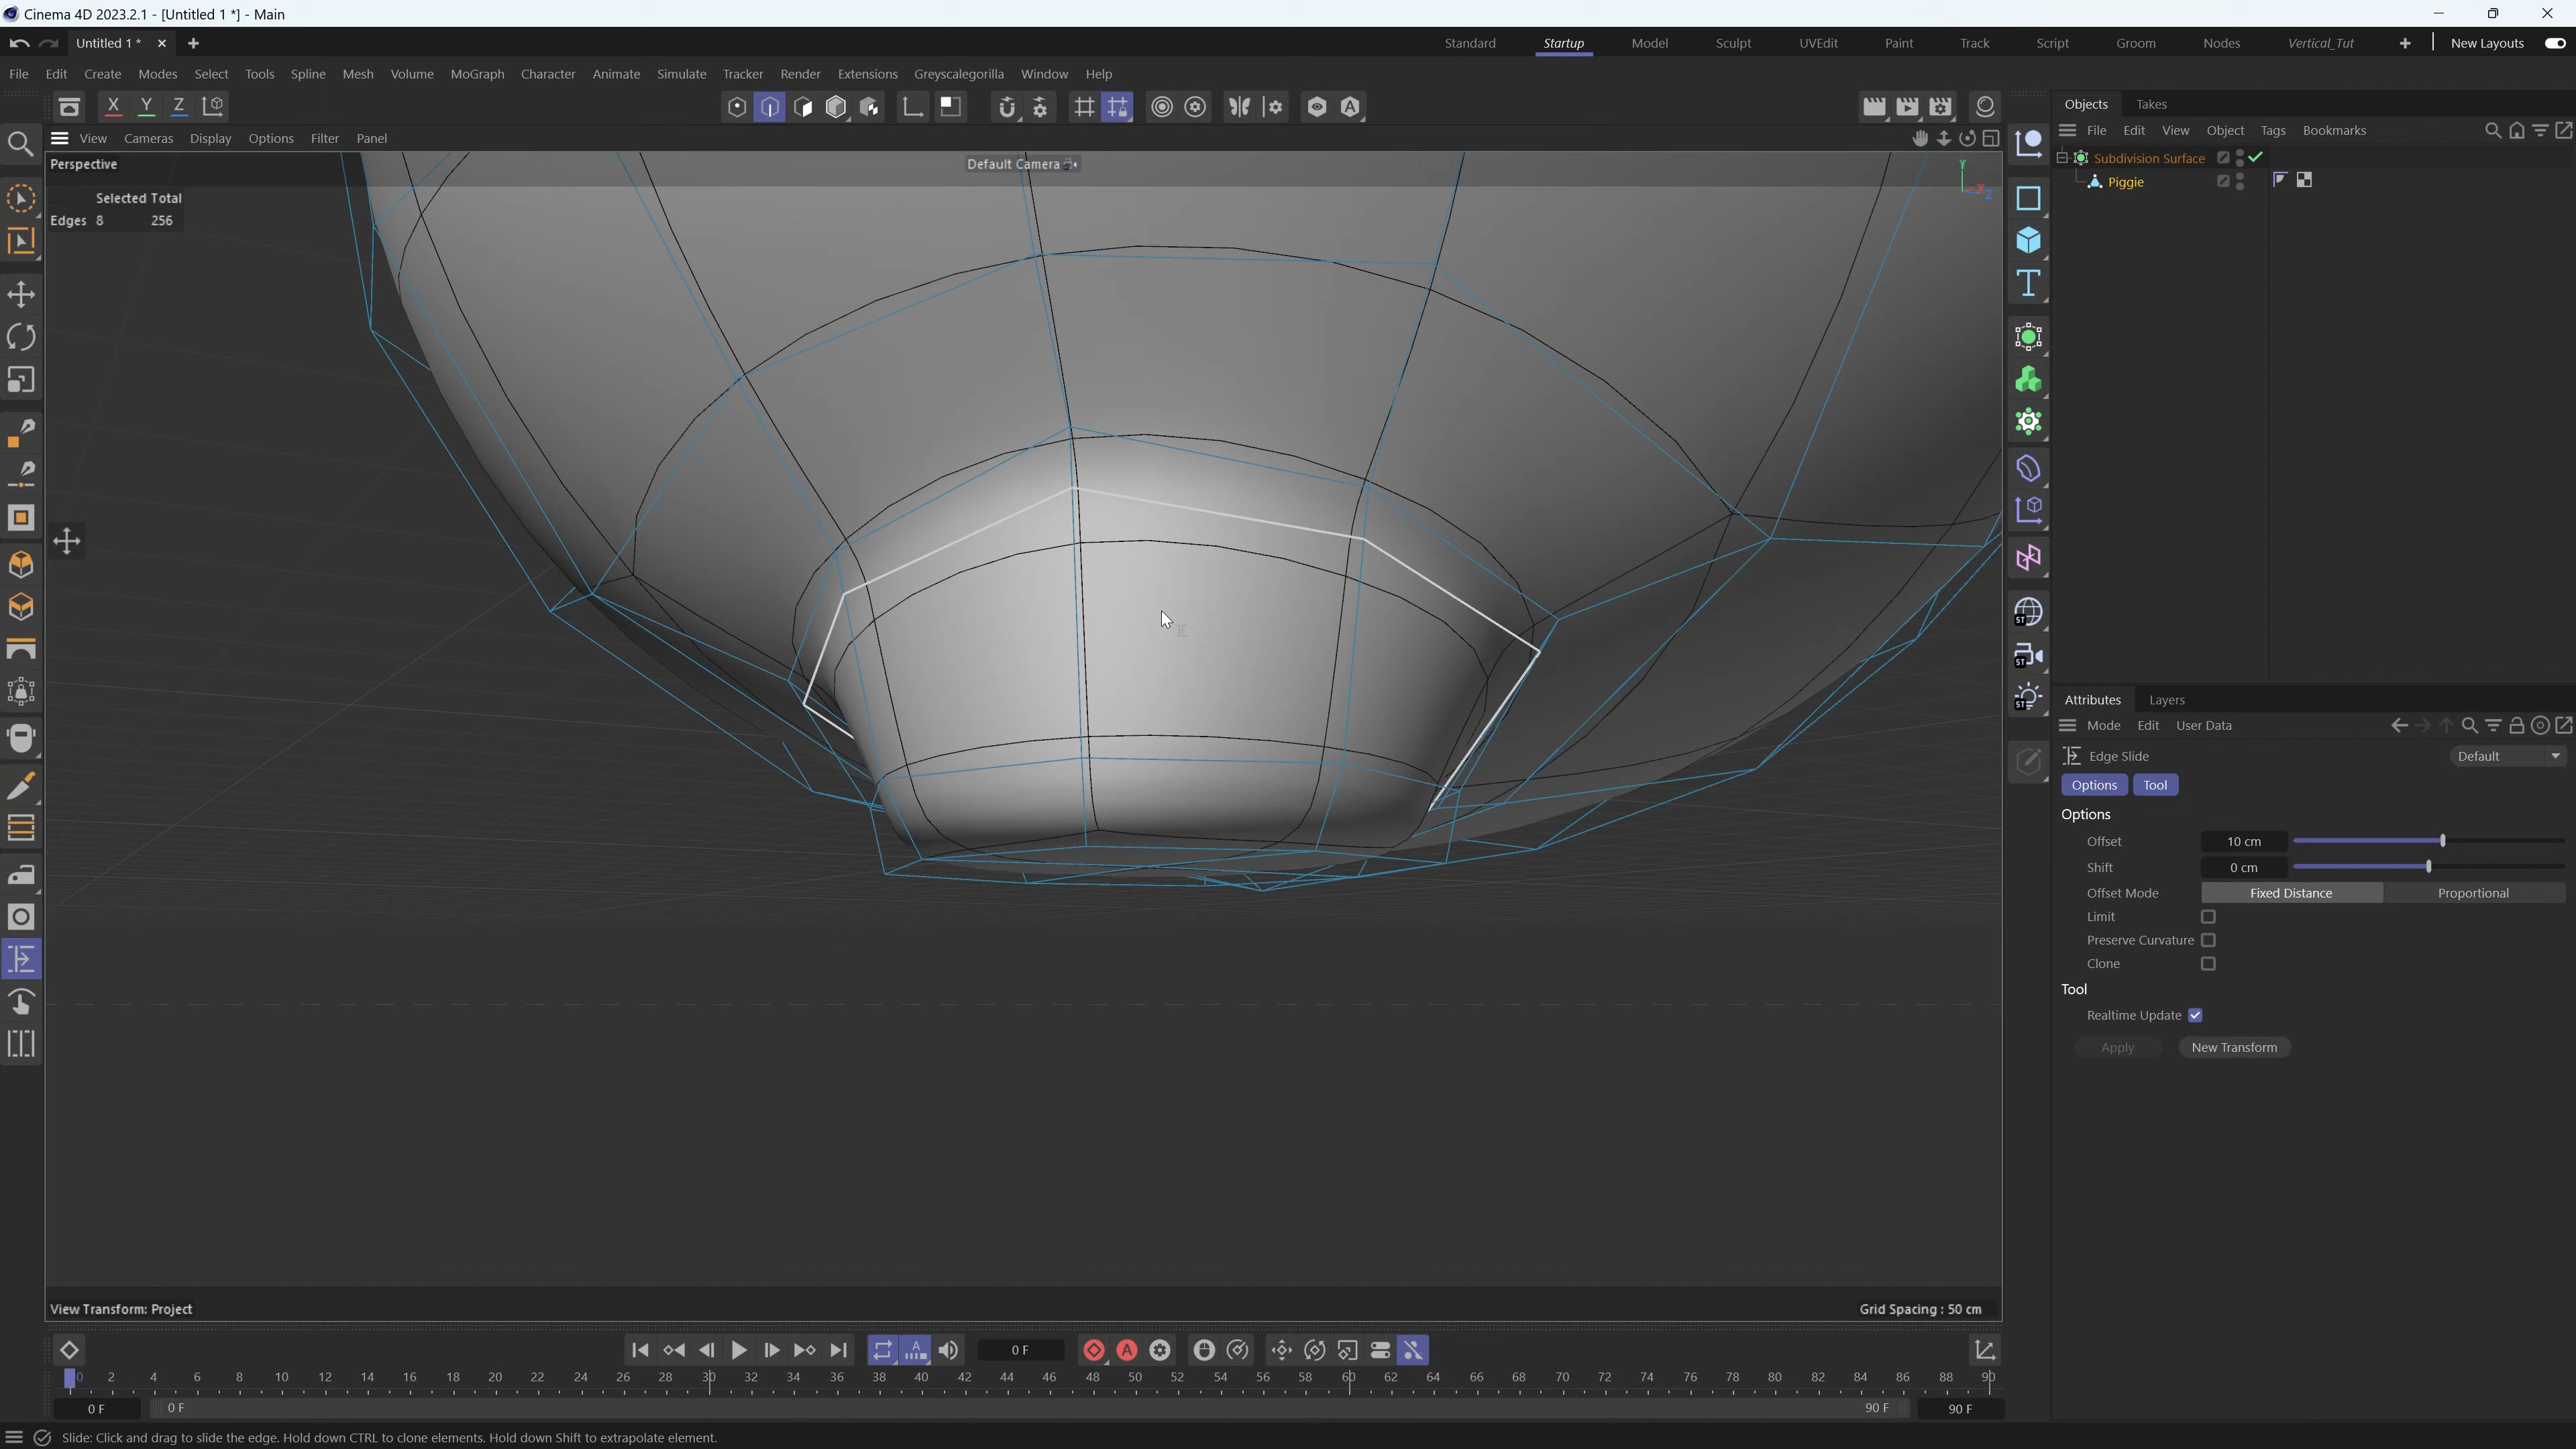 Cinema 4D 2023.2.1 - [Untitled 1 *] - Main
Untitled 1 *
Standard
Startup
Model
Sculpt
UVEdit
Paint
Track
Script
Groom
Nodes
Vertical_Tut
New Layouts
File Edit Create Modes Select Tools Spline Mesh Volume MoGraph Character Animate Simulate Tracker Render Extensions Greyscalegorilla Window Help
X Y Z
View Cameras Display Options Filter Panel
Perspective
Default Camera
Selected Total
Edges 8 256
Y
X
Z
Objects Takes
File Edit View Object Tags Bookmarks
Subdivision Surface
Piggie
ST
ST
ST
Attributes Layers
Mode Edit User Data
Edge Slide
Default
Options Tool
Options
Offset 10 cm
Shift 0 cm
Offset Mode Fixed Distance Proportional
Limit
Preserve Curvature
Clone
Tool
Realtime Update
Apply New Transform
View Transform: Project
Grid Spacing : 50 cm
0 F
0 2 4 6 8 10 12 14 16 18 20 22 24 26 28 30 32 34 36 38 40 42 44 46 48 50 52 54 56 58 60 62 64 66 68 70 72 74 76 78 80 82 84 86 88 90
0 F
0 F
90 F
90 F
Slide: Click and drag to slide the edge. Hold down CTRL to clone elements. Hold down Shift to extrapolate element.